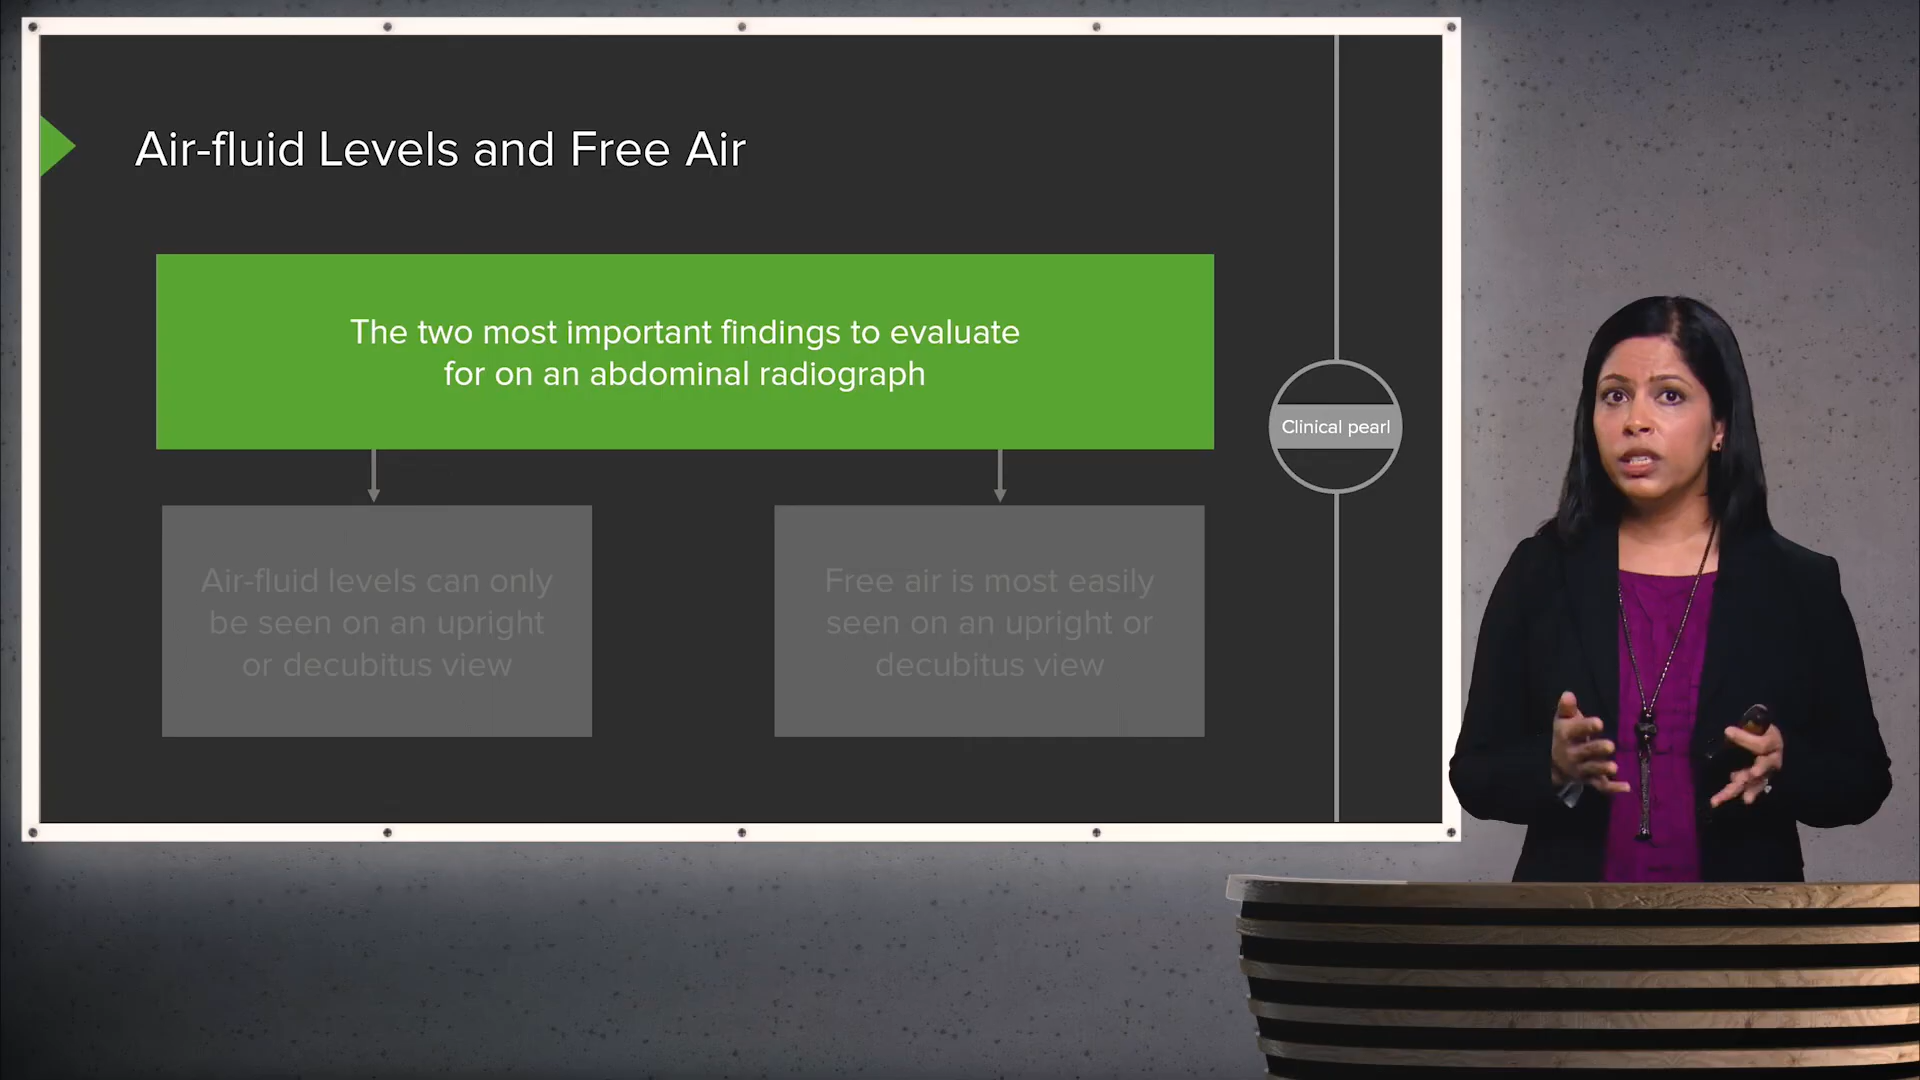 Air-fluid Levels and Free Air
The two most important findings to evaluate
for on an abdominal radiograph
Clinical pearl
Air-fluid levels can only
be seen on an upright
or decubitus view
Free air is most easily
seen on an upright or
decubitus view